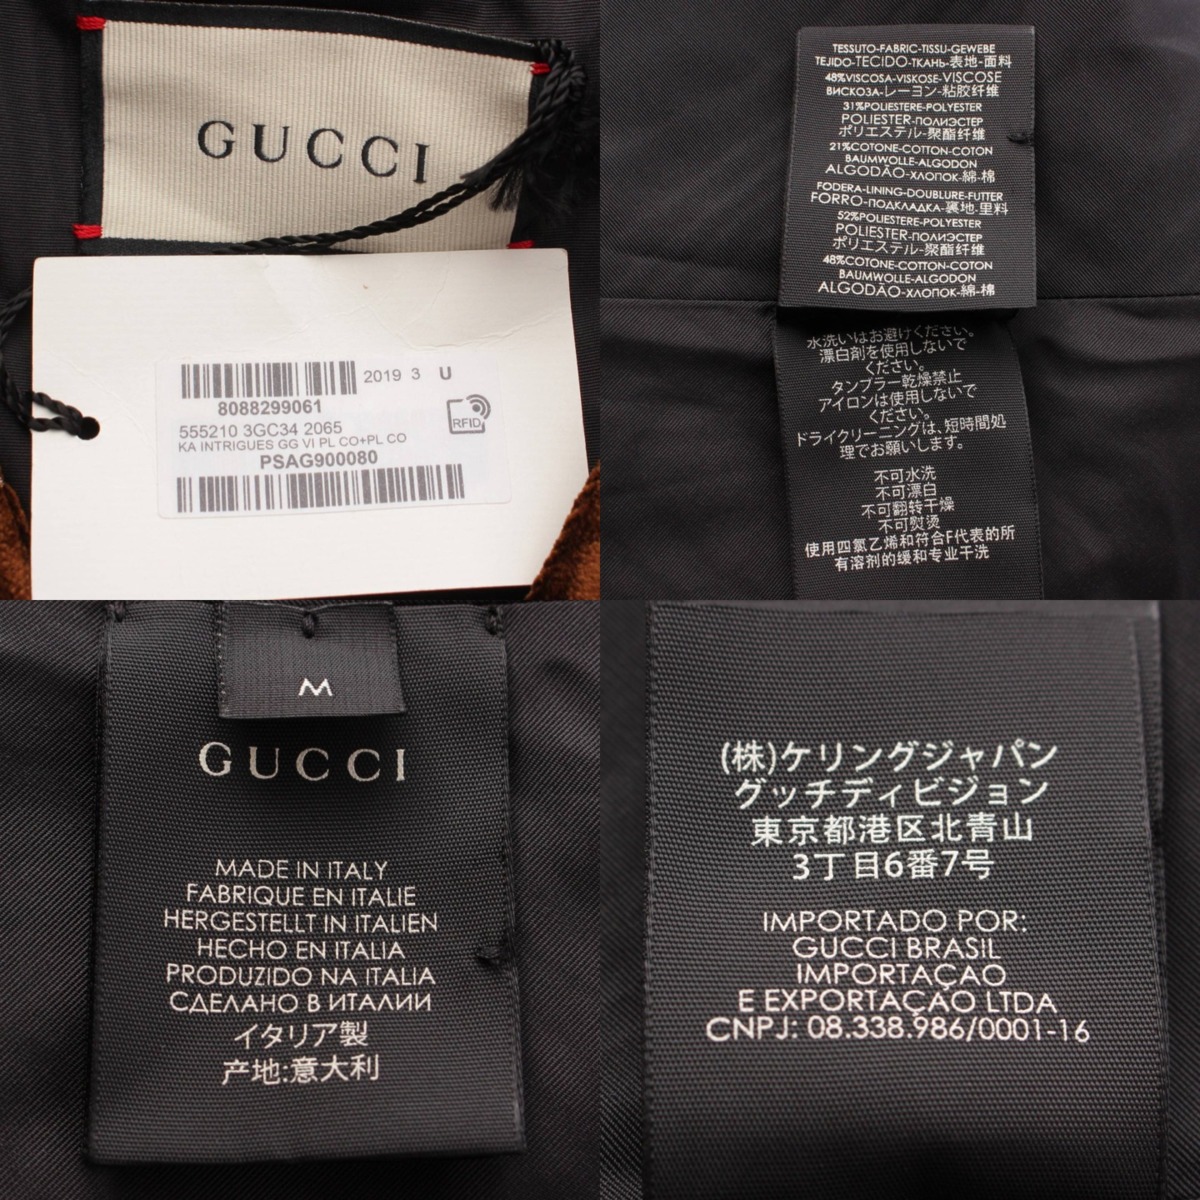 GUCCI
2019 3 U
8088299061
555210 3GC34 2065
KA INTRIGUES GG VI PL CO+PL CO
PSAG900080
RFID
TESSUTO-FABRIC-TISSU-GEWEBE
TEJIDO-TECIDO-ТКАНЬ-表地-面料
48%VISCOSA-VISKOSE-VISCOSE
ВИСКОЗА-レーヨン-粘胶纤维
31%POLIESTERE-POLYESTER
POLIESTER-ПОЛИЭСТЕР
ポリエステル-聚酯纤维
21%COTONE-COTTON-COTON
BAUMWOLLE-ALGODON
ALGODÃO-ХЛОПОК-綿-棉
FODERA-LINING-DOUBLURE-FUTTER
FORRO-ПОДКЛАДКА-裏地-里料
52%POLIESTERE-POLYESTER
POLIESTER-ПОЛИЭСТЕР
ポリエステル-聚酯纤维
48%COTONE-COTTON-COTON
BAUMWOLLE-ALGODON
ALGODÃO-ХЛОПОК-綿-棉
水洗いはお避けください。
漂白剤を使用しないで
ください。
タンブラー乾燥禁止
アイロンは使用しないで
ください。
ドライクリーニングは、短時間処
理でお願いします。
不可水洗
不可漂白
不可翻转干燥
不可熨烫
使用四氯乙烯和符合F代表的所
有溶剂的缓和专业干洗
M
GUCCI
MADE IN ITALY
FABRIQUE EN ITALIE
HERGESTELLT IN ITALIEN
HECHO EN ITALIA
PRODUZIDO NA ITALIA
СДЕЛАНО В ИТАЛИИ
イタリア製
产地:意大利
(株)ケリングジャパン
グッチディビジョン
東京都港区北青山
3丁目6番7号
IMPORTADO POR:
GUCCI BRASIL
IMPORTAÇAO
E EXPORTAÇAO LTDA
CNPJ: 08.338.986/0001-16